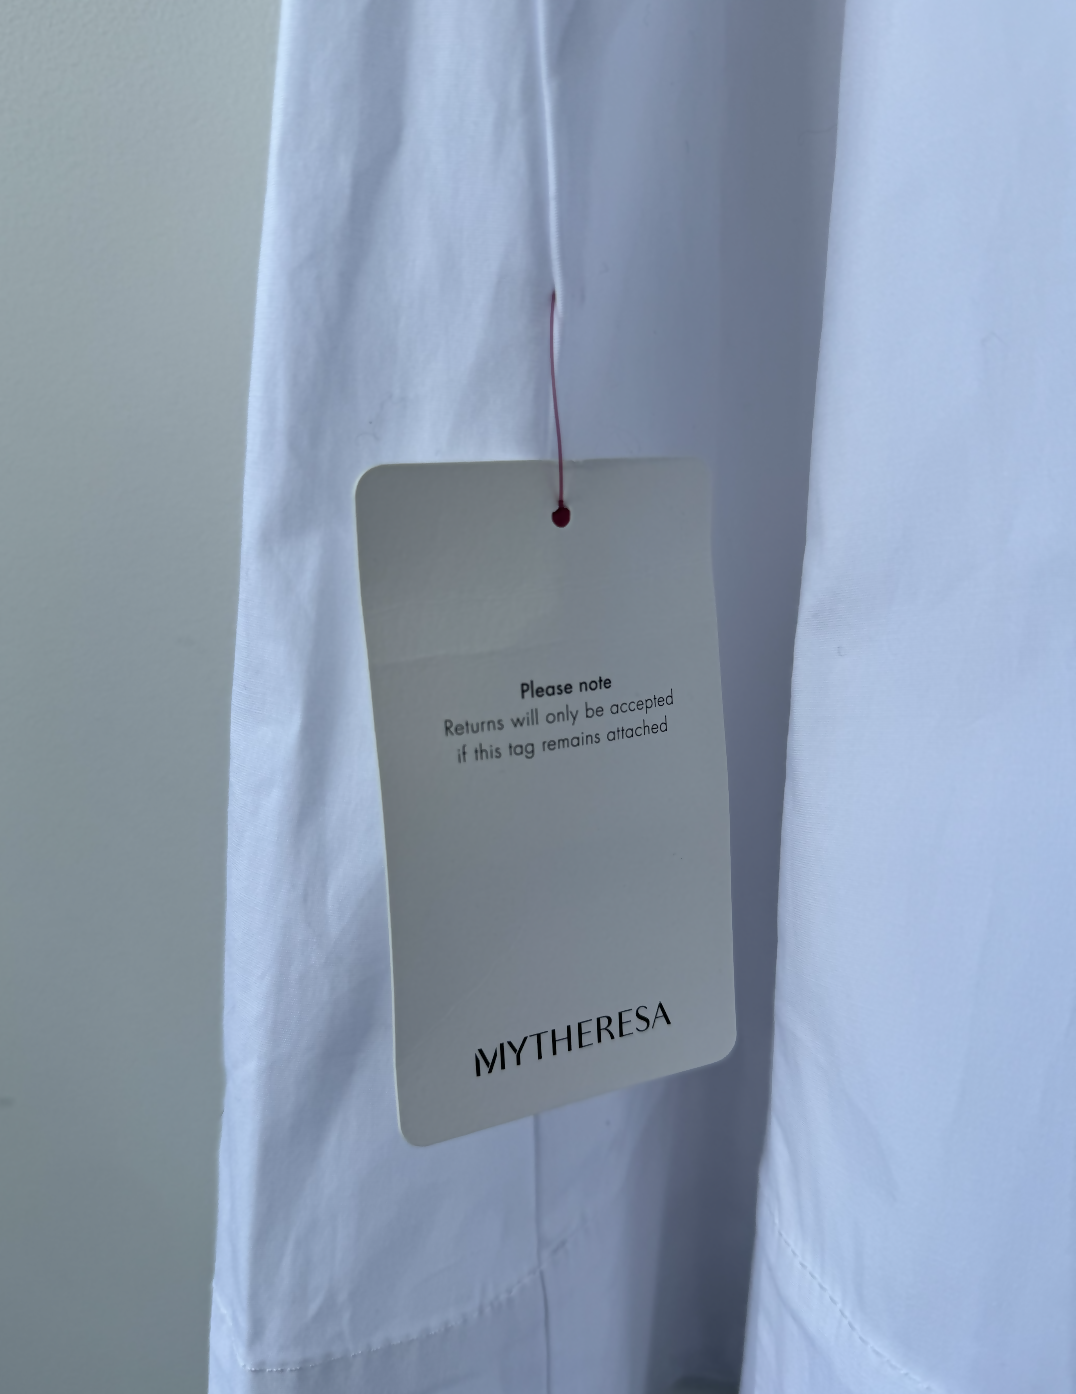 Please note
Returns will only be accepted
if this tag remains attached
MYTHERESA